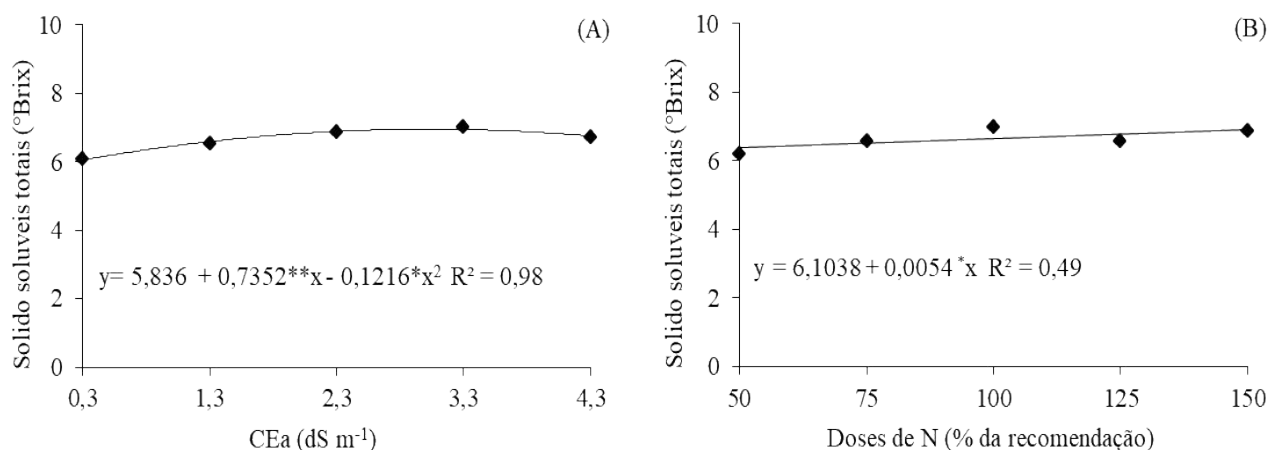 (A)
Solido soluveis totais (°Brix)
10
8
6
4
2
0
y= 5,836 + 0,7352**x - 0,1216*x² R² = 0,98
0,3 1,3 2,3 3,3 4,3
CEa (dS m⁻¹)
(B)
Solido soluveis totais (°Brix)
10
8
6
4
2
0
y = 6,1038 + 0,0054 *x R² = 0,49
50 75 100 125 150
Doses de N (% da recomendação)